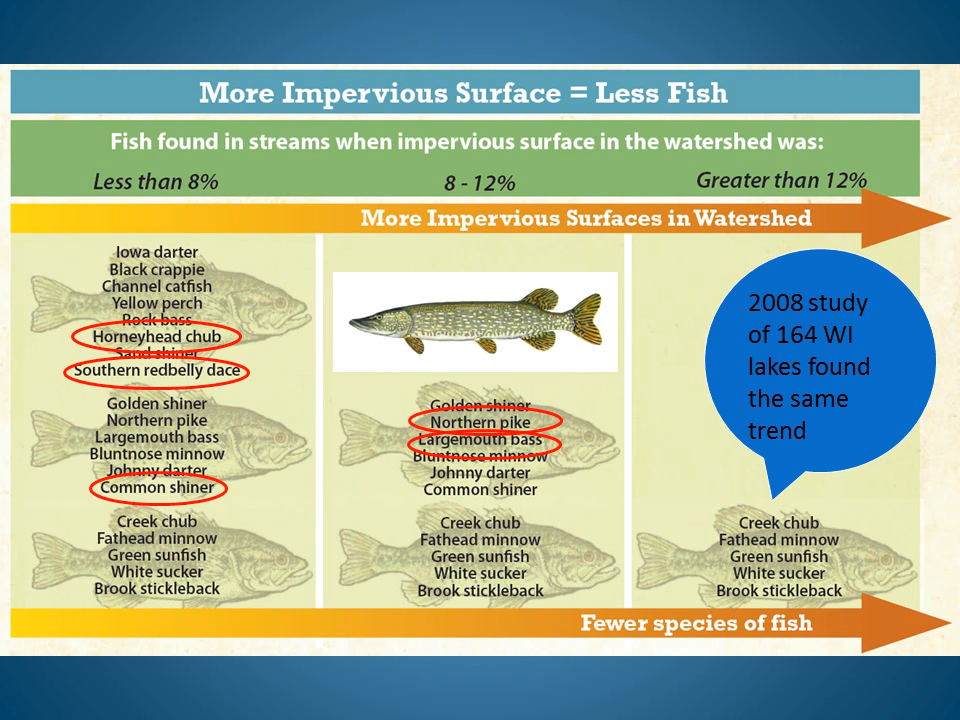 More Impervious Surface = Less Fish
Fish found in streams when impervious surface in the watershed was:
Less than 8%
8 - 12%
Greater than 12%
More Impervious Surfaces in Watershed
Iowa darter
Black crappie
Channel catfish
Yellow perch
Rock bass
Horneyhead chub
Sand shiner
Southern redbelly dace
Golden shiner
Northern pike
Largemouth bass
Bluntnose minnow
Johnny darter
Common shiner
Creek chub
Fathead minnow
Green sunfish
White sucker
Brook stickleback
Golden shiner
Northern pike
Largemouth bass
Bluntnose minnow
Johnny darter
Common shiner
Creek chub
Fathead minnow
Green sunfish
White sucker
Brook stickleback
2008 study
of 164 WI
lakes found
the same
trend
Creek chub
Fathead minnow
Green sunfish
White sucker
Brook stickleback
Fewer species of fish